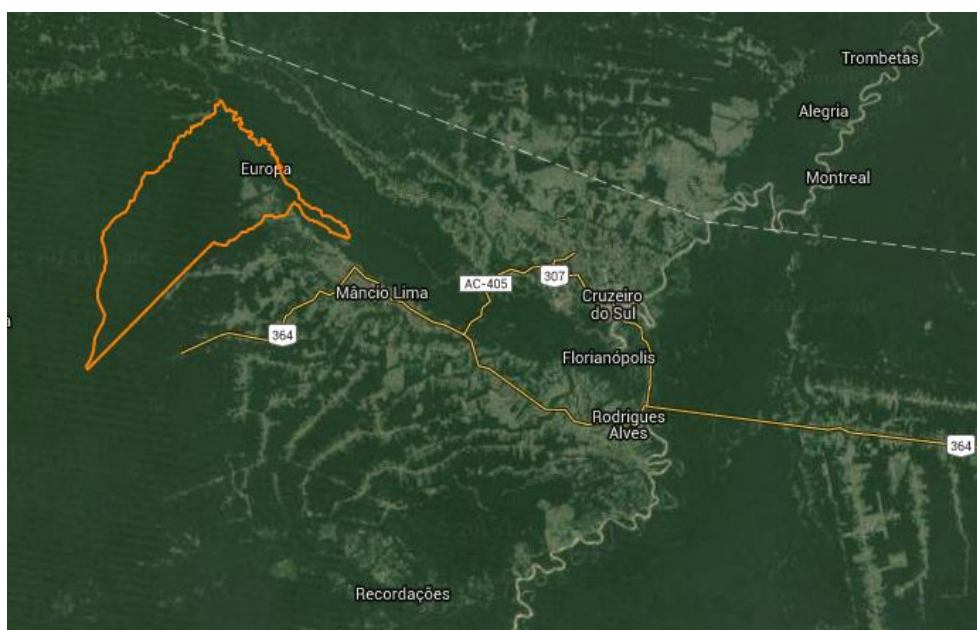 Trombetas
Alegria
Europa
Montreal
AC-405
307
Mâncio Lima
Cruzeiro
do Sul
364
Florianópolis
Rodrigues
Alves
364
Recordações